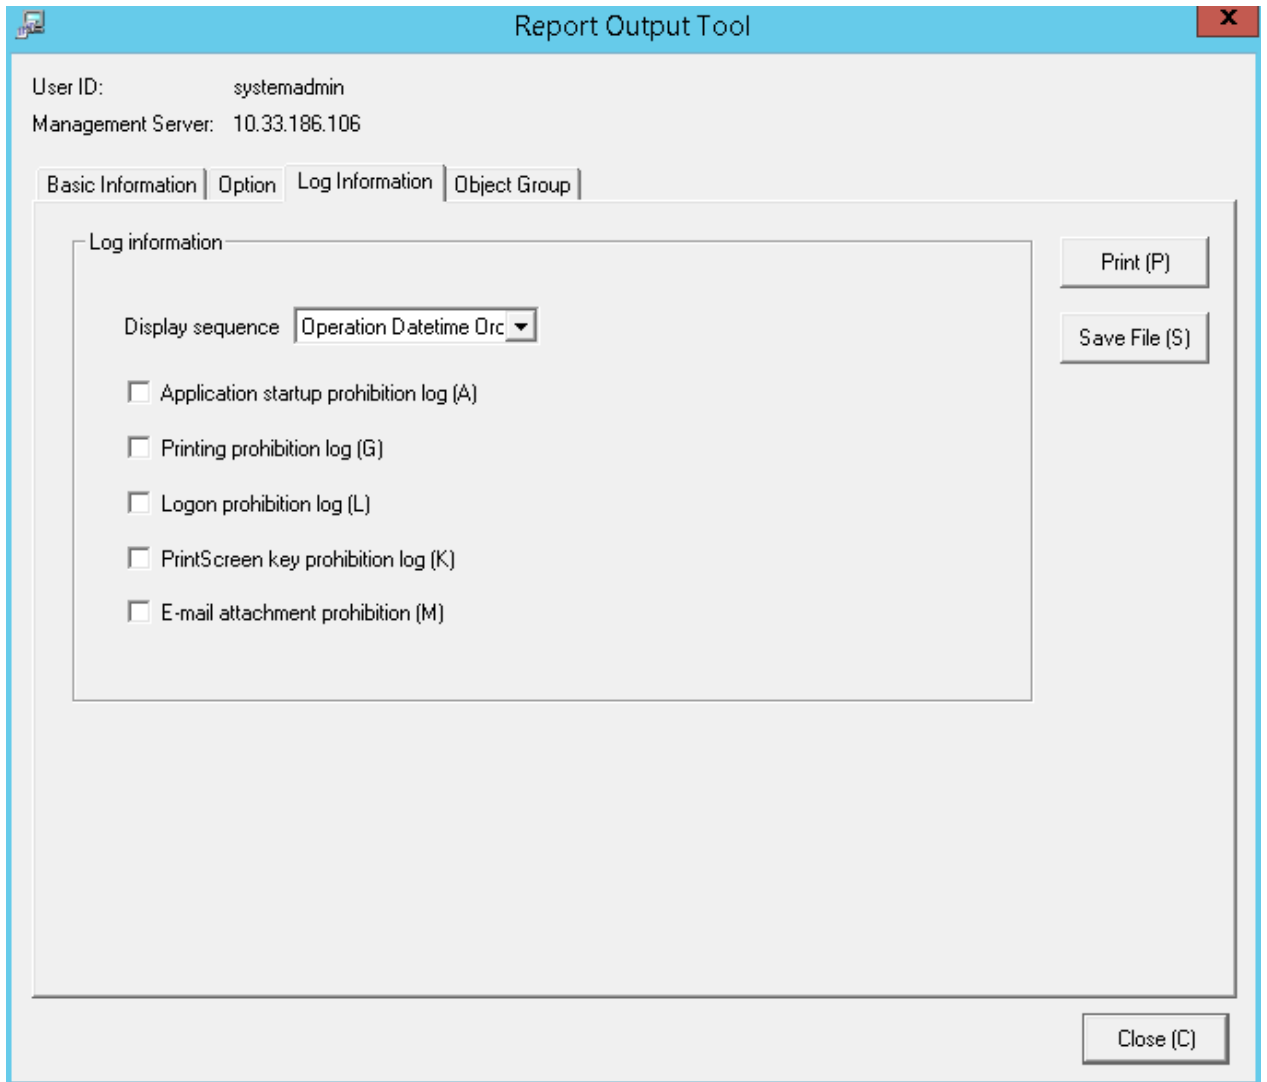 Report Output Tool
x
User ID: systemadmin
Management Server: 10.33.186.106
Basic Information Option Log Information Object Group
Log information
Print (P)
Display sequence Operation Datetime Orc
Save File (S)
Application startup prohibition log (A)
Printing prohibition log (G)
Logon prohibition log (L)
PrintScreen key prohibition log (K)
E-mail attachment prohibition (M)
Close (C)